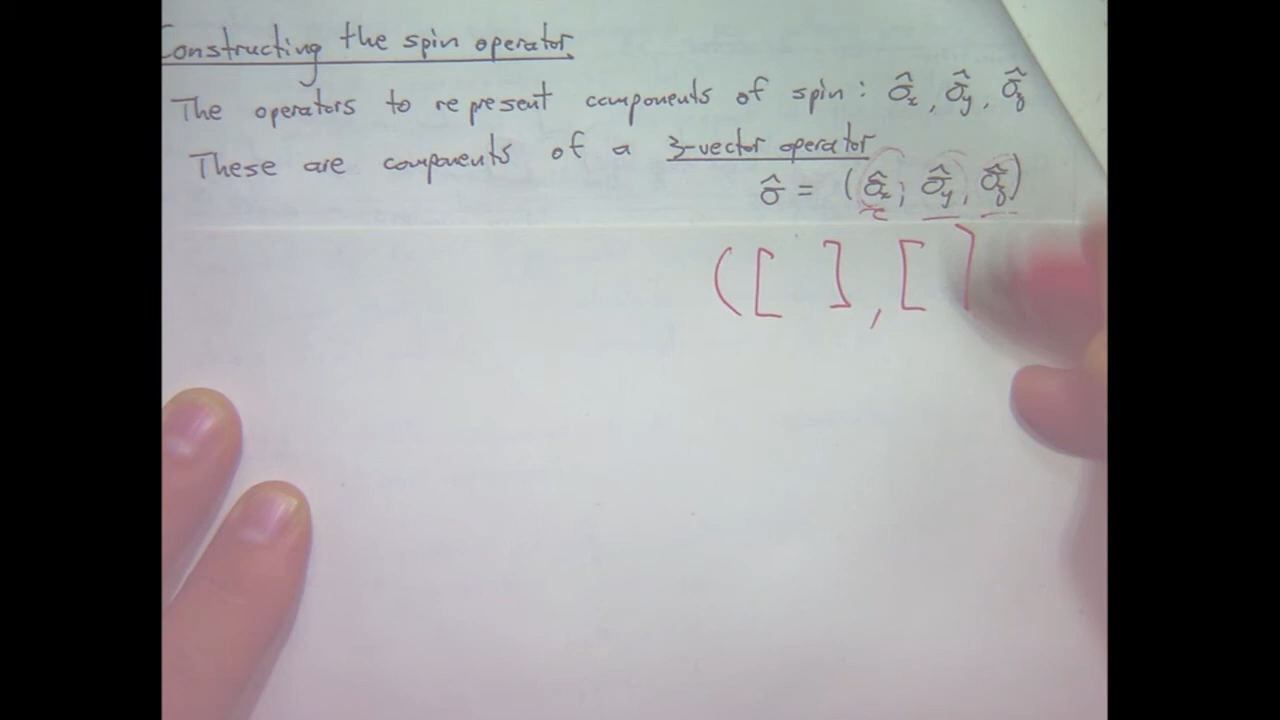 Constructing the spin operator
The operators to represent components of spin: σ̂x, σ̂y, σ̂z
These are components of a 3-vector operator
σ̂ = (σ̂x, σ̂y, σ̂z)
([ ], [ ]